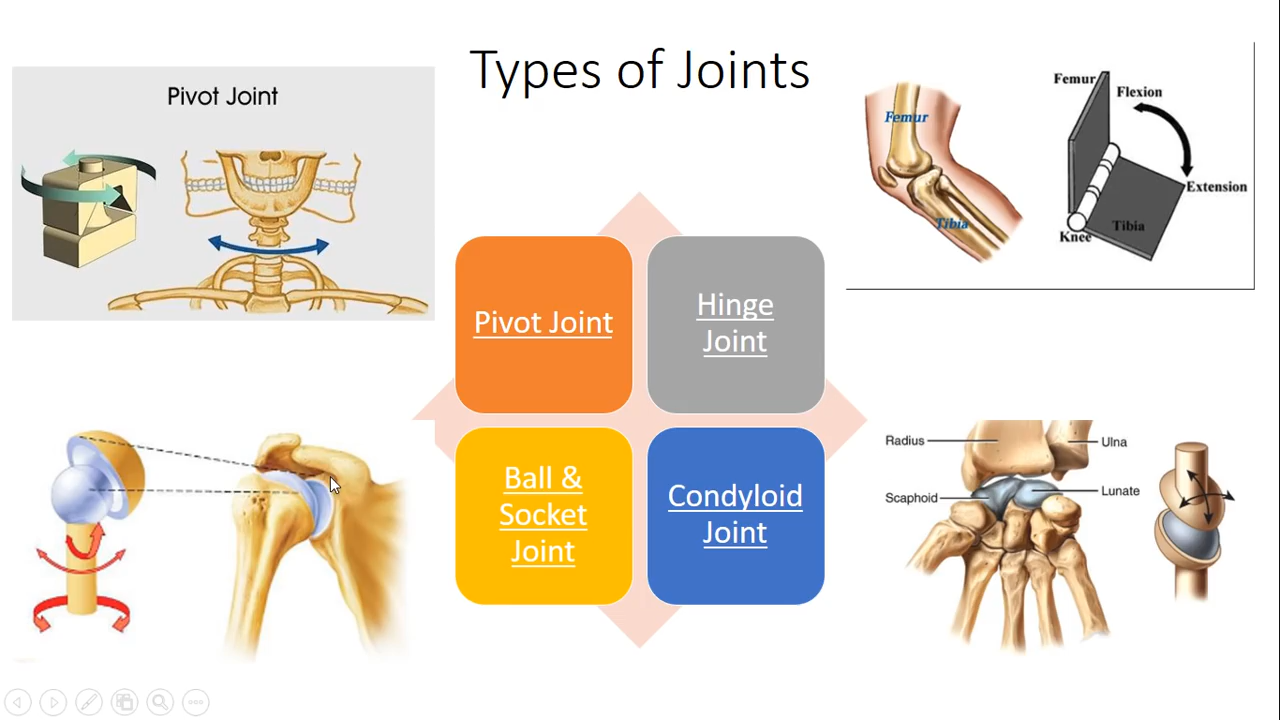 Types of Joints
Pivot Joint
Femur
Tibia
Femur
Flexion
Extension
Tibia
Knee
Pivot Joint
Hinge
Joint
Ball &
Socket
Joint
Condyloid
Joint
Radius
Ulna
Scaphoid
Lunate